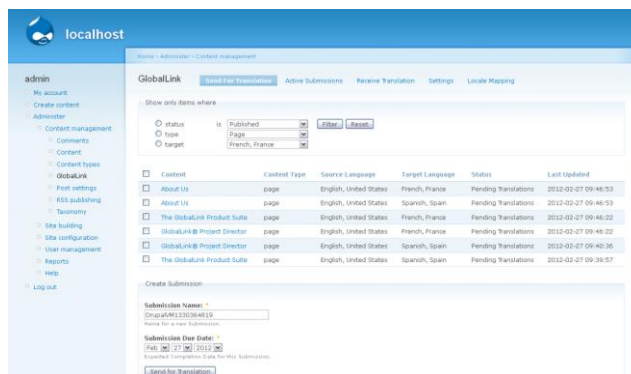 localhost
Home › Administer › Content management
admin
My account
Create content
Administer
Content management
Comments
Content
Content types
GlobalLink
Post settings
RSS publishing
Taxonomy
Site building
Site configuration
User management
Reports
Help
Log out
GlobalLink Send For Translation Active Submissions Receive Translation Settings Locale Mapping
Show only items where
status is Published Filter Reset
type Page
target French, France
Content Content Type Source Language Target Language Status Last Updated
About Us page English, United States French, France Pending Translations 2012-02-27 09:46:53
About Us page English, United States Spanish, Spain Pending Translations 2012-02-27 09:46:53
The GlobalLink Product Suite page English, United States French, France Pending Translations 2012-02-27 09:46:22
GlobalLink® Project Director page English, United States French, France Pending Translations 2012-02-27 09:46:22
GlobalLink® Project Director page English, United States Spanish, Spain Pending Translations 2012-02-27 09:40:36
The GlobalLink Product Suite page English, United States Spanish, Spain Pending Translations 2012-02-27 09:39:57
Create Submission
Submission Name: *
DrupalVM1330364819
Name for a new Submission.
Submission Due Date: *
Feb 27 2012
Expected Completion Date for this Submission.
Send for Translation